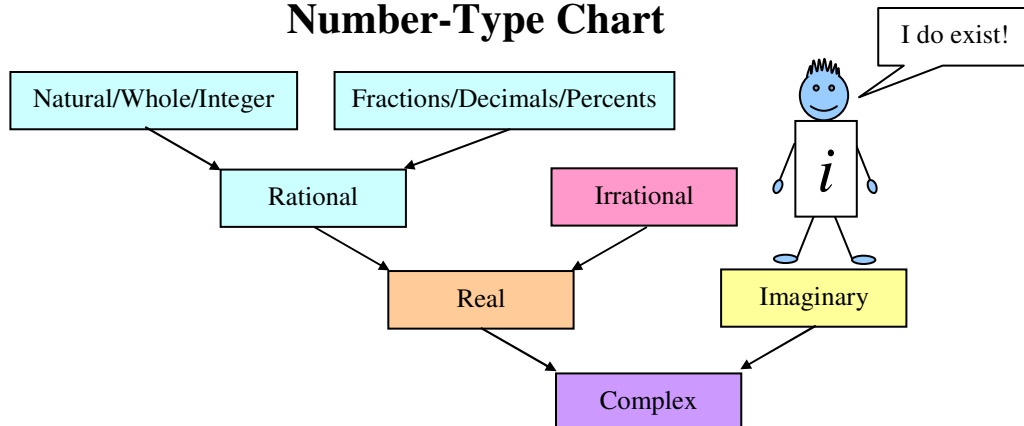 Number-Type Chart
I do exist!
Natural/Whole/Integer
Fractions/Decimals/Percents
i
Rational
Irrational
Real
Imaginary
Complex